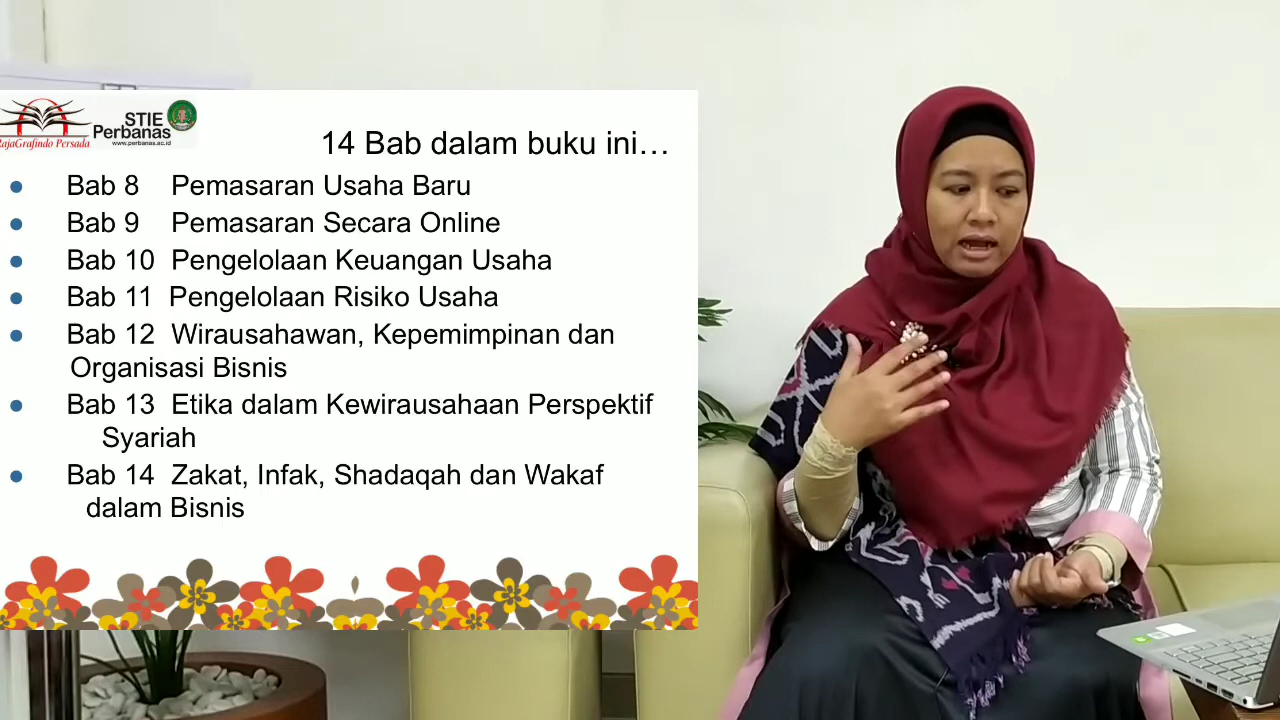 RajaGrafindo Persada
STIE
Perbanas
www.perbanas.ac.id
14 Bab dalam buku ini…
• Bab 8 Pemasaran Usaha Baru
• Bab 9 Pemasaran Secara Online
• Bab 10 Pengelolaan Keuangan Usaha
• Bab 11 Pengelolaan Risiko Usaha
• Bab 12 Wirausahawan, Kepemimpinan dan
Organisasi Bisnis
• Bab 13 Etika dalam Kewirausahaan Perspektif
Syariah
• Bab 14 Zakat, Infak, Shadaqah dan Wakaf
dalam Bisnis